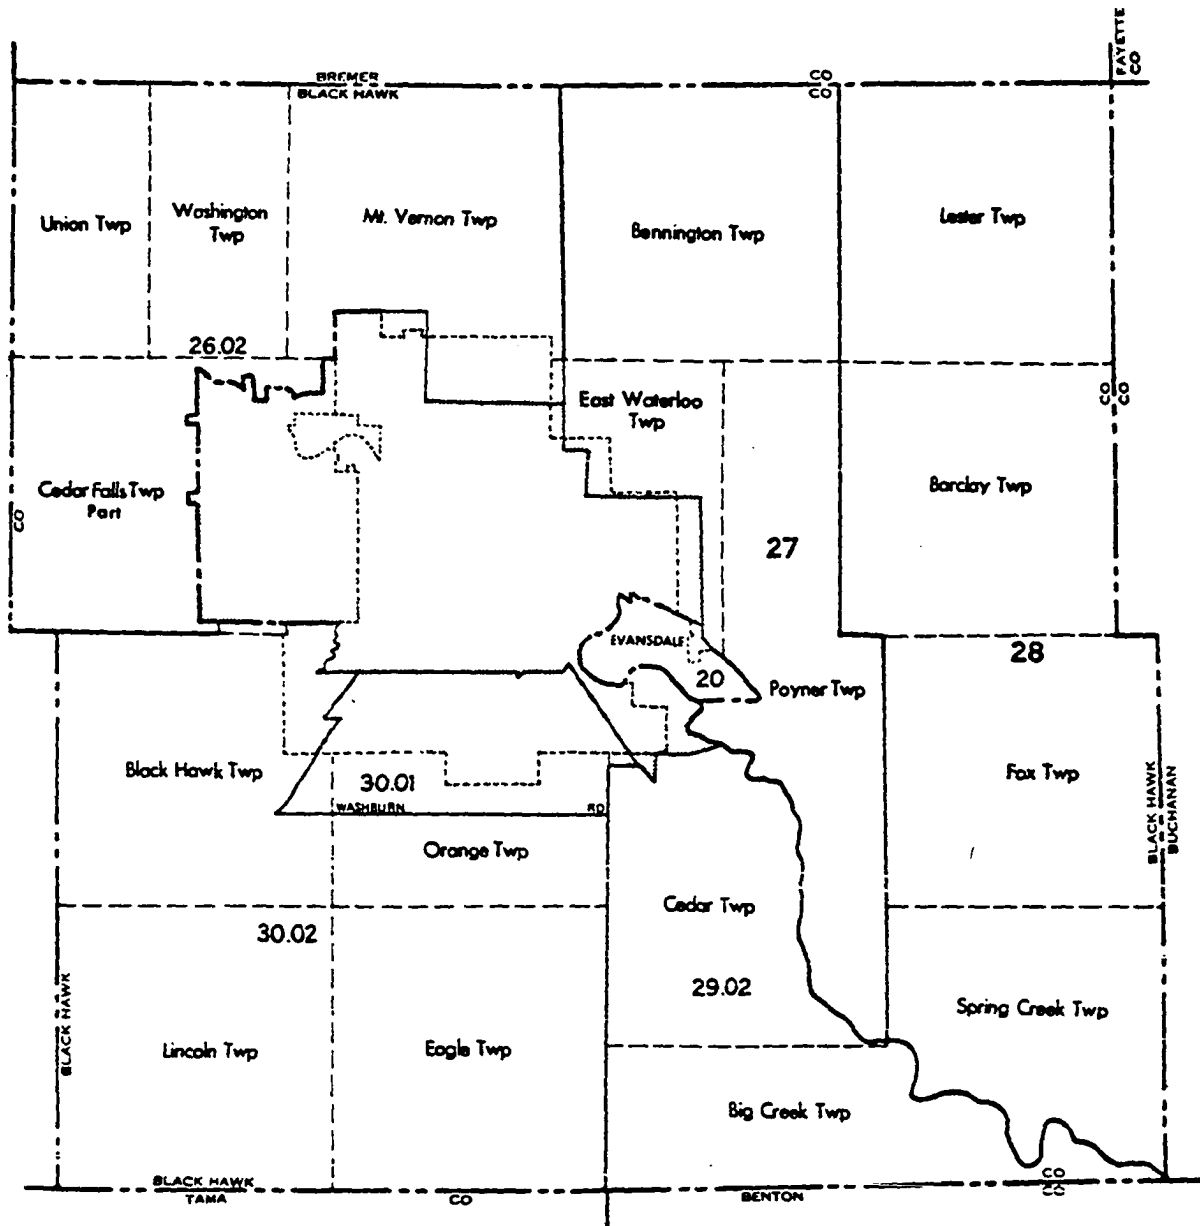 FAYETTE
CO
BREMER
BLACK HAWK
CO
CO
Union Twp
Washington
Twp
Mt. Vernon Twp
Bennington Twp
Lester Twp
26.02
East Waterloo
Twp
CO
CO
Cedar Falls Twp
Part
CO
Barclay Twp
27
EVANSDALE
20
28
Poyner Twp
Black Hawk Twp
30.01
WASHBURN RD
Fox Twp
BLACK HAWK
BUCHANAN
Orange Twp
Cedar Twp
30.02
29.02
BLACK HAWK
Spring Creek Twp
Lincoln Twp
Eagle Twp
Big Creek Twp
BLACK HAWK
TAMA
CO
BENTON
CO
CO